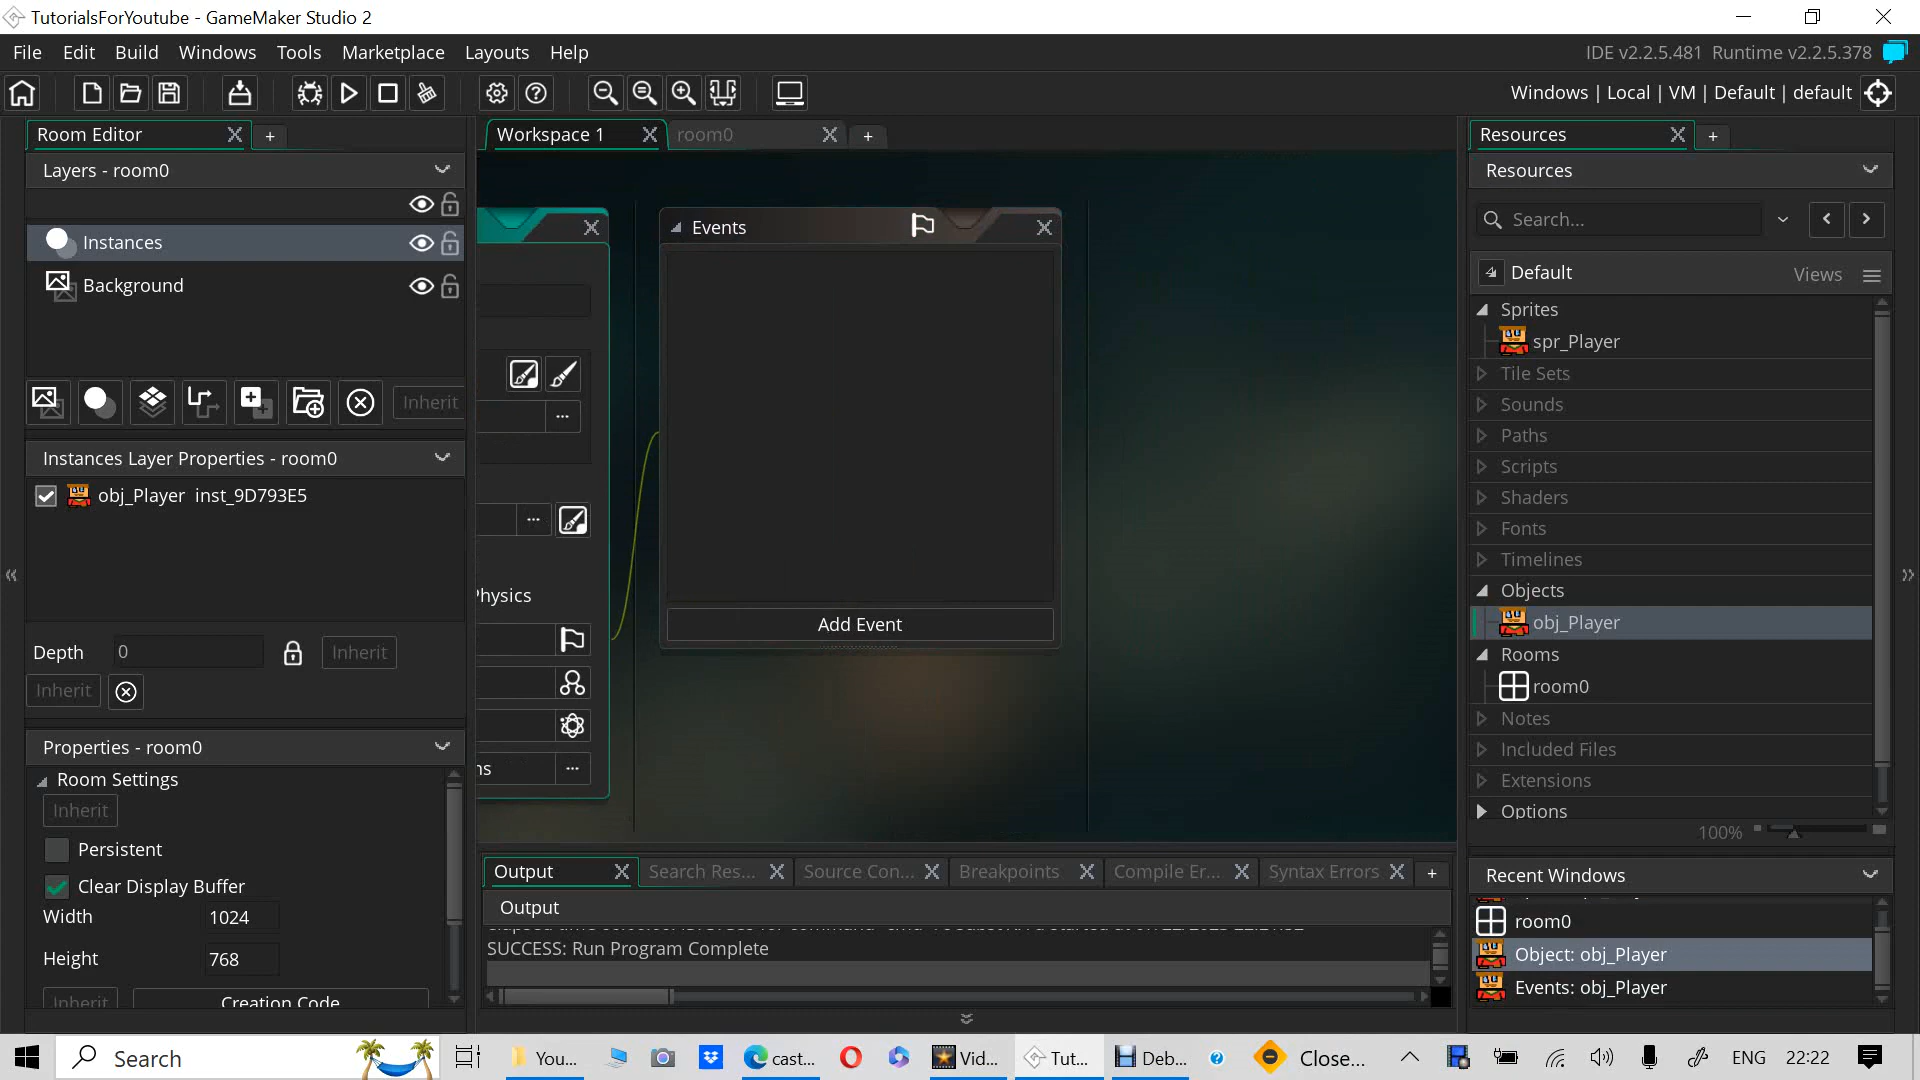 TutorialsForYoutube - GameMaker Studio 2
File Edit Build Windows Tools Marketplace Layouts Help
IDE v2.2.5.481 Runtime v2.2.5.378
Windows | Local | VM | Default | default
Room Editor
Layers - room0
Instances
Background
Inherit
Instances Layer Properties - room0
obj_Player inst_9D793E5
Depth 0 Inherit
Inherit
Properties - room0
Room Settings
Inherit
Persistent
Clear Display Buffer
Width 1024
Height 768
Inherit Creation Code
Workspace 1 room0
Events
Physics
ns
Add Event
Output Search Res... Source Con... Breakpoints Compile Er... Syntax Errors
Output
SUCCESS: Run Program Complete
Resources
Resources
Search...
Default Views
Sprites
spr_Player
Tile Sets
Sounds
Paths
Scripts
Shaders
Fonts
Timelines
Objects
obj_Player
Rooms
room0
Notes
Included Files
Extensions
Options
100%
Recent Windows
room0
Object: obj_Player
Events: obj_Player
Search You... cast... Vid... Tut... Deb... Close... ENG 22:22